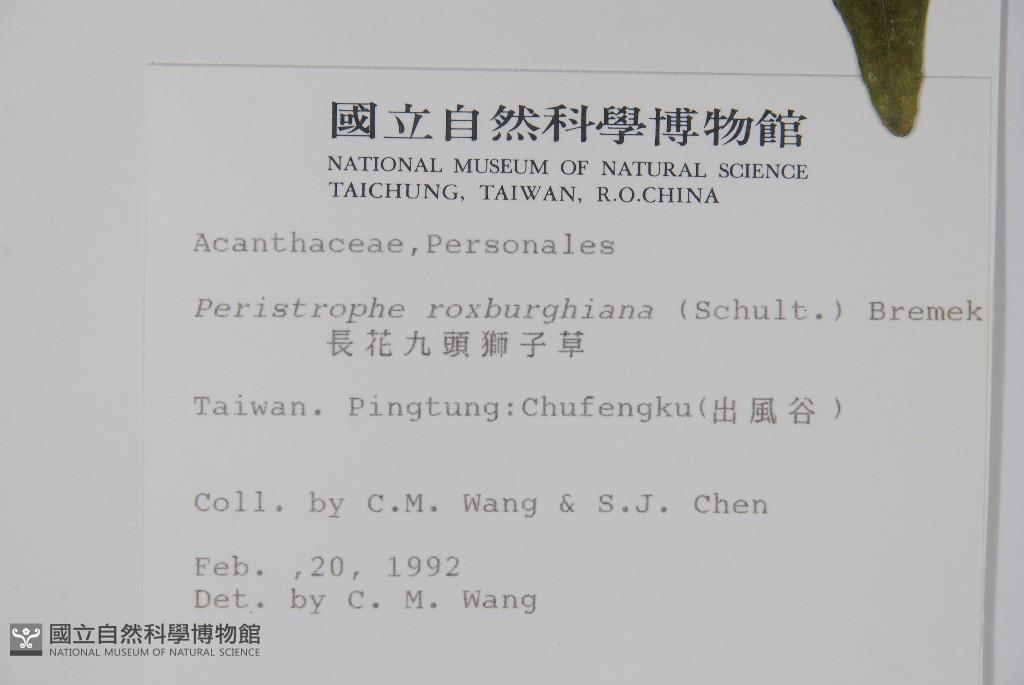 國立自然科學博物館
NATIONAL MUSEUM OF NATURAL SCIENCE
TAICHUNG, TAIWAN, R.O.CHINA
Acanthaceae,Personales
Peristrophe roxburghiana (Schult.) Bremek
長花九頭獅子草
Taiwan. Pingtung:Chufengku(出風谷)
Coll. by C.M. Wang & S.J. Chen
Feb. ,20, 1992
Det. by C. M. Wang
國立自然科學博物館
NATIONAL MUSEUM OF NATURAL SCIENCE